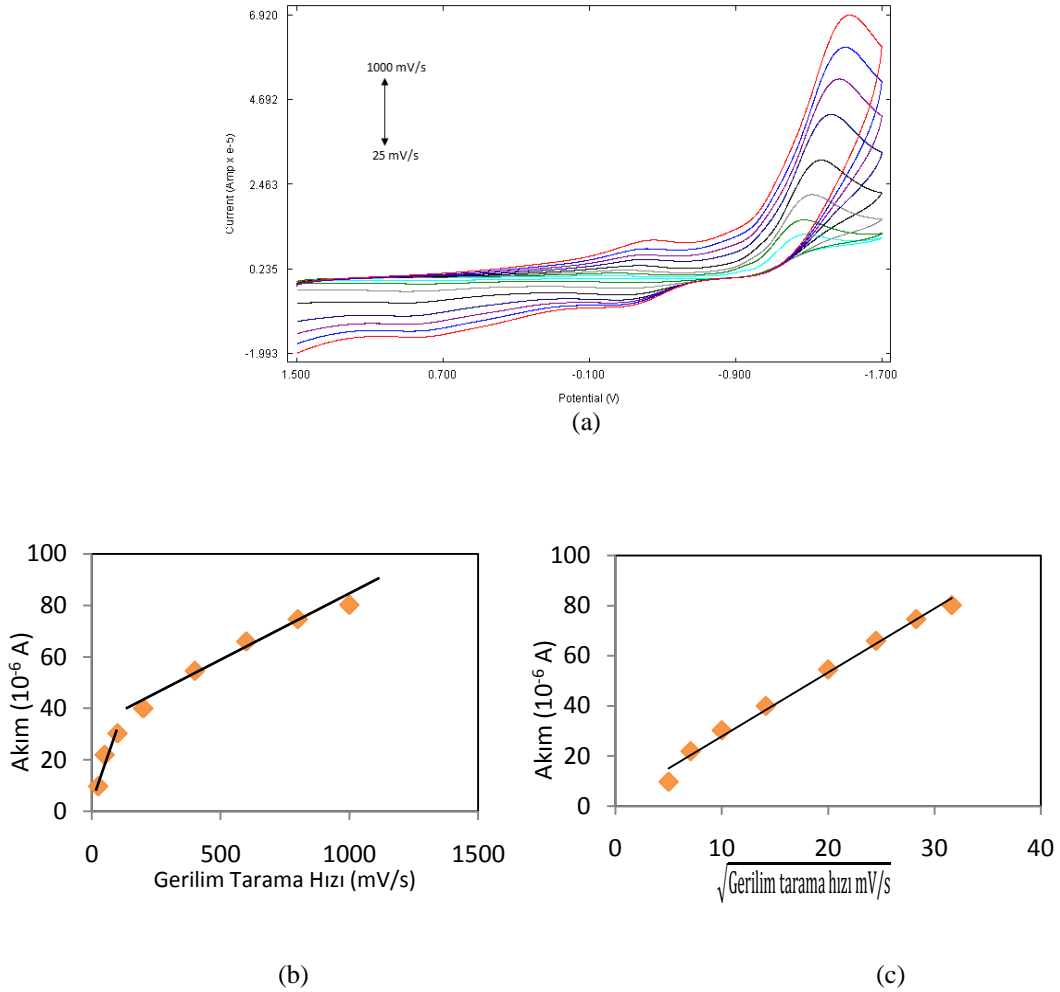 6.920
1000 mV/s
4.692
25 mV/s
Current (Amp x e-5)
2.463
0.235
-1.993
1.500 0.700 -0.100 -0.900 -1.700
Potential (V)
(a)
100
80
60
40
20
0
Akım (10⁻⁶ A)
0 500 1000 1500
Gerilim Tarama Hızı (mV/s)
(b)
100
80
60
40
20
0
Akım (10⁻⁶ A)
0 10 20 30 40
√Gerilim tarama hızı mV/s
(c)